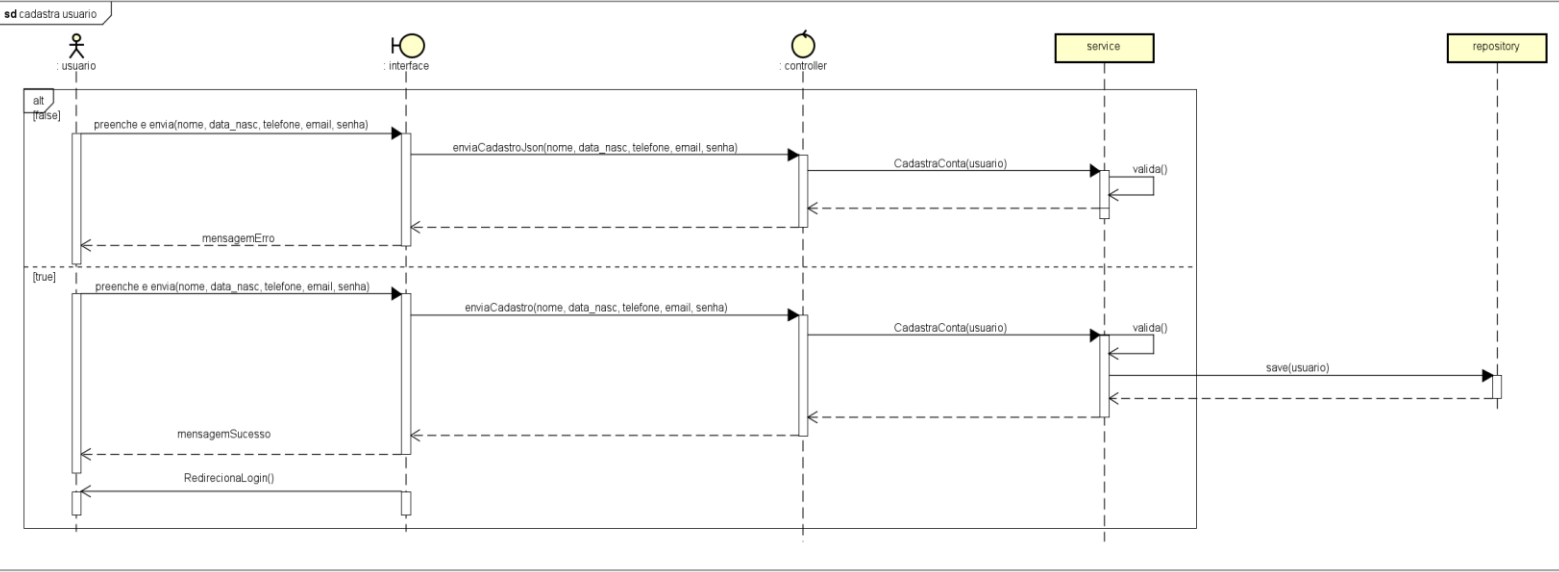 sd cadastra usuario
: usuario
: interface
: controller
service
repository
alt
[false]
preenche e envia(nome, data_nasc, telefone, email, senha)
enviaCadastroJson(nome, data_nasc, telefone, email, senha)
CadastraConta(usuario)
valida()
mensagemErro
[true]
preenche e envia(nome, data_nasc, telefone, email, senha)
enviaCadastro(nome, data_nasc, telefone, email, senha)
CadastraConta(usuario)
valida()
save(usuario)
mensagemSucesso
RedirecionaLogin()